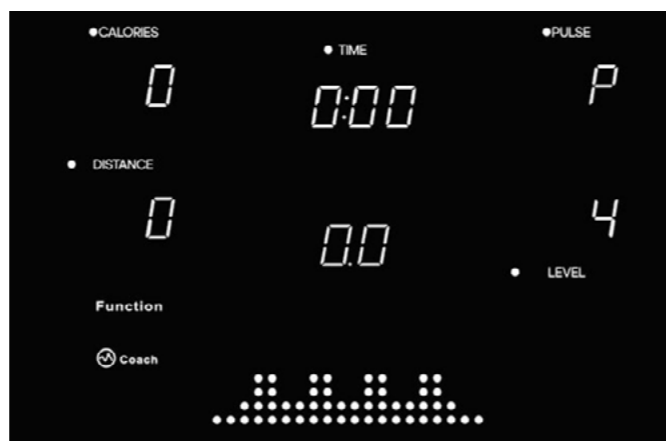 CALORIES
TIME
PULSE
0
0:00
P
DISTANCE
0
0.0
4
LEVEL
Function
Coach